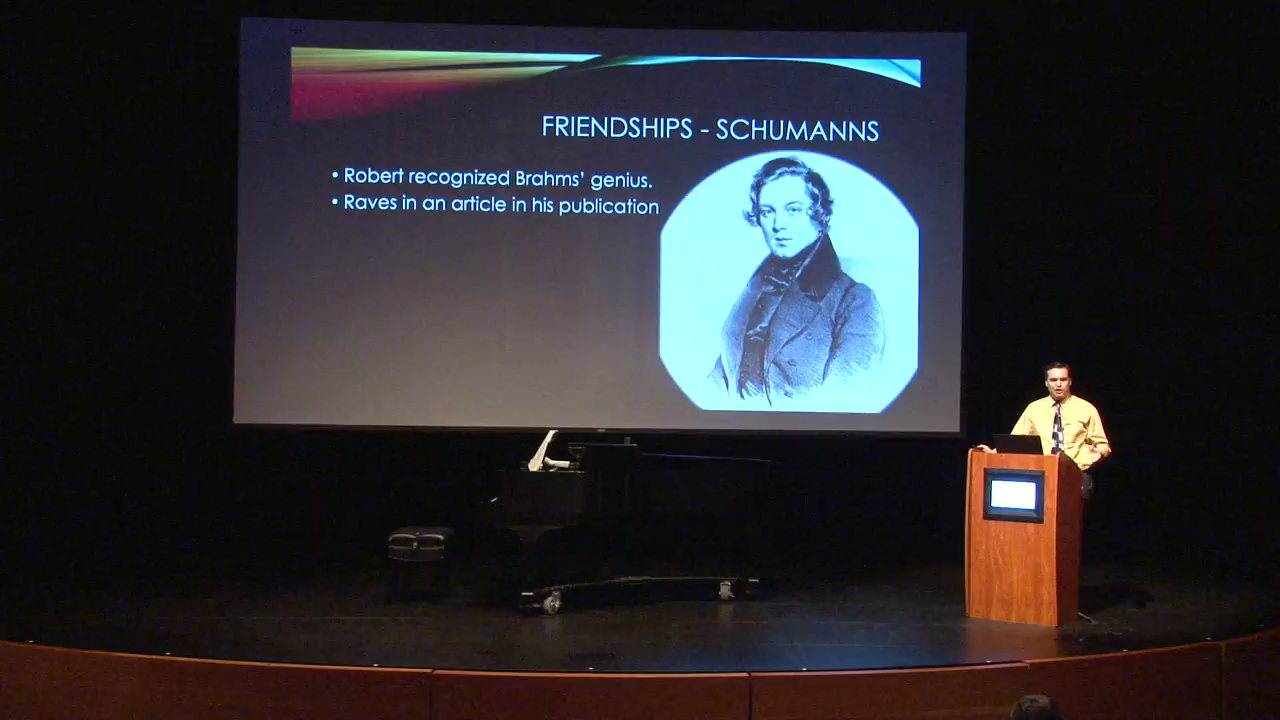 FRIENDSHIPS - SCHUMANNS
• Robert recognized Brahms' genius.
• Raves in an article in his publication